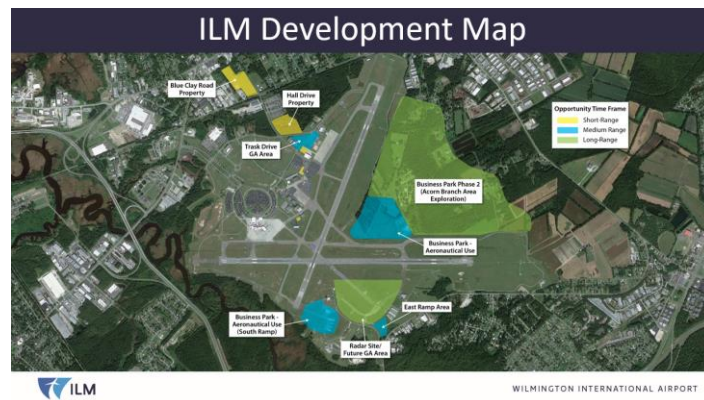 ILM Development Map
Blue Clay Road
Property
Hall Drive
Property
Opportunity Time Frame
Short-Range
Medium Range
Long-Range
Trask Drive
GA Area
Business Park Phase 2
(Acorn Branch Area
Exploration)
Business Park -
Aeronautical Use
East Ramp Area
Business Park -
Aeronautical Use
(South Ramp)
Radar Site/
Future GA Area
ILM
WILMINGTON INTERNATIONAL AIRPORT